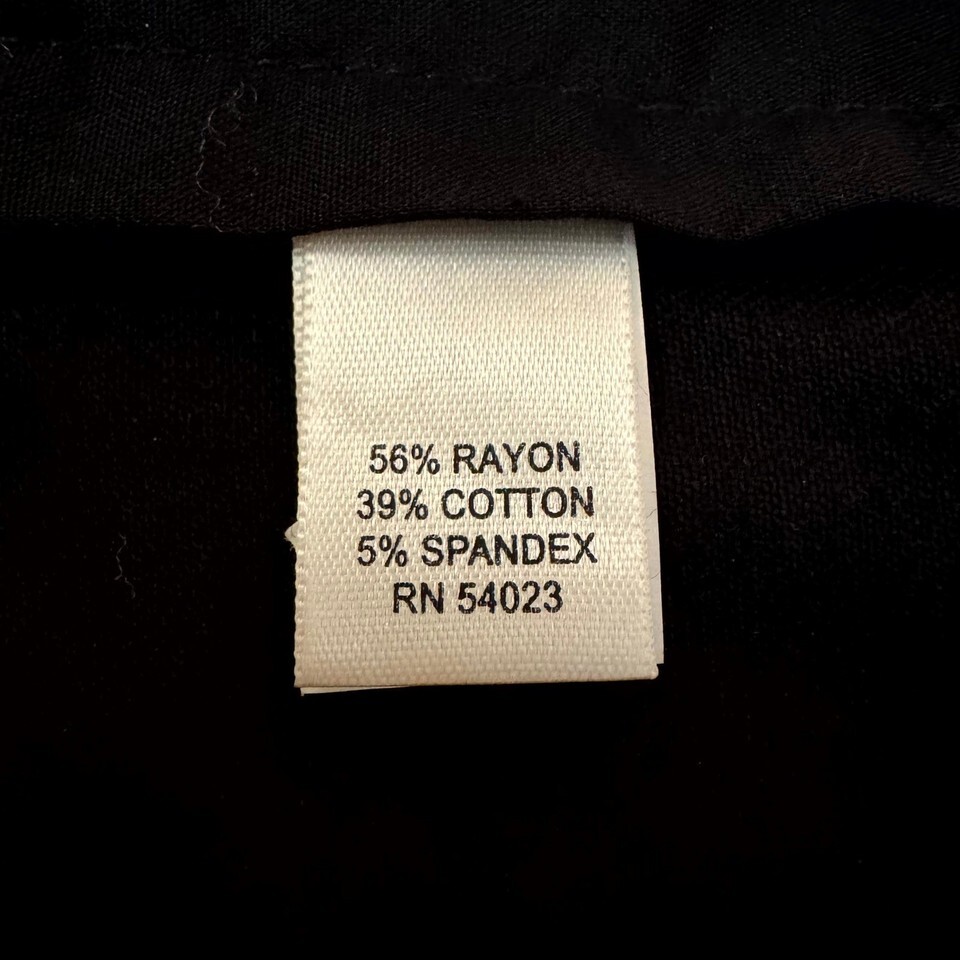 56% RAYON
39% COTTON
5% SPANDEX
RN 54023